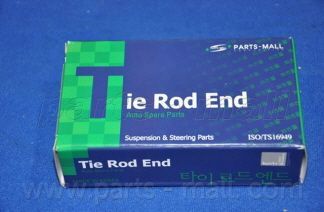 PARTS-MALL
Tie Rod End
Auto Spare Parts
Suspension & Steering Parts
ISO/TS16949
Tie Rod End
타이 로드 엔드
www.parts-mall.com